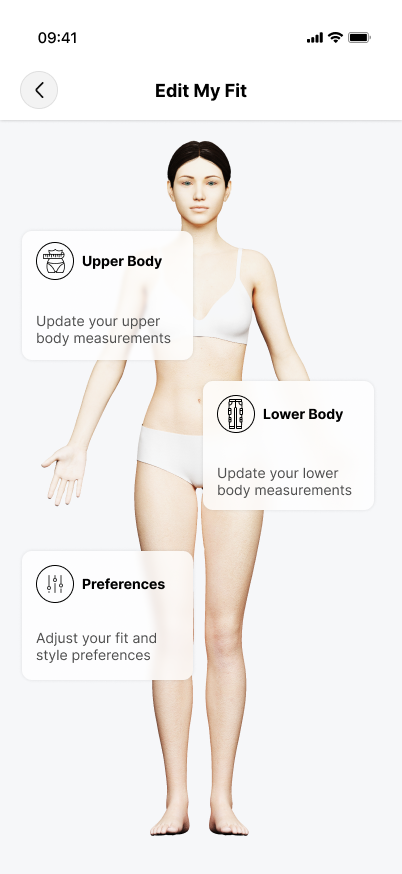 09:41
Edit My Fit
Upper Body
Update your upper
body measurements
Lower Body
Update your lower
body measurements
Preferences
Adjust your fit and
style preferences